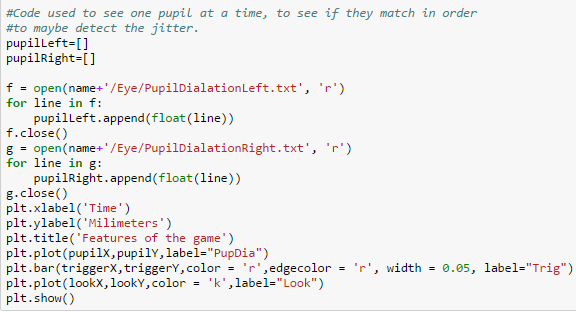 #Code used to see one pupil at a time, to see if they match in order
#to maybe detect the jitter.
pupilLeft=[]
pupilRight=[]
f = open(name+'/Eye/PupilDialationLeft.txt', 'r')
for line in f:
    pupilLeft.append(float(line))
f.close()
g = open(name+'/Eye/PupilDialationRight.txt', 'r')
for line in g:
    pupilRight.append(float(line))
g.close()
plt.xlabel('Time')
plt.ylabel('Milimeters')
plt.title('Features of the game')
plt.plot(pupilX,pupilY,label="PupDia")
plt.bar(triggerX,triggerY,color = 'r',edgecolor = 'r', width = 0.05, label="Trig")
plt.plot(lookX,lookY,color = 'k',label="Look")
plt.show()